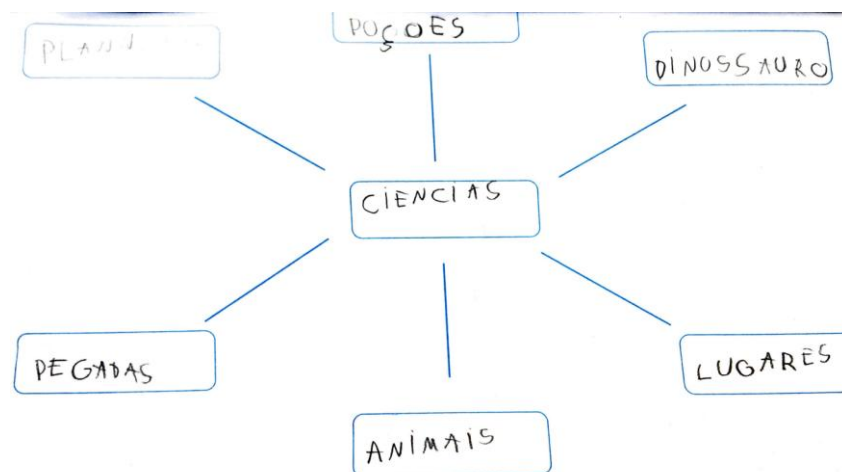 POÇOES
DINOSSAURO
CIENCIAS
PEGADAS
LUGARES
ANIMAIS